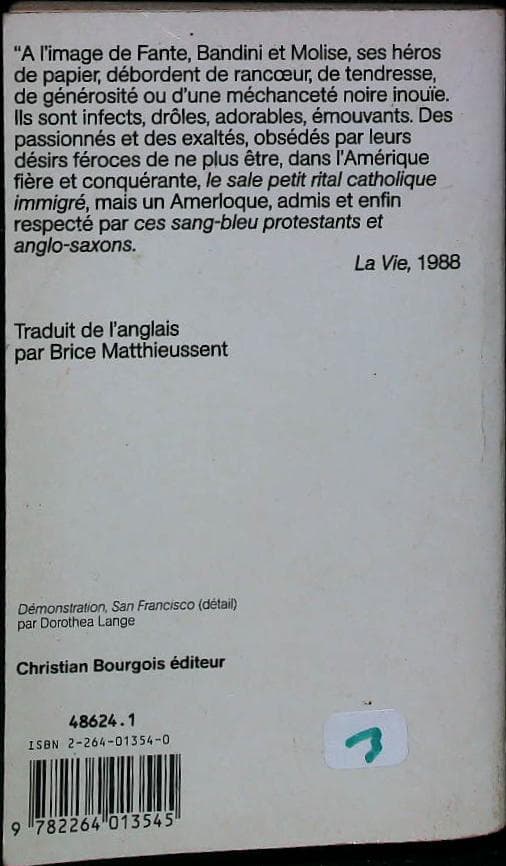 "A l'image de Fante, Bandini et Molise, ses héros
de papier, débordent de rancœur, de tendresse,
de générosité ou d'une méchanceté noire inouïe.
Ils sont infects, drôles, adorables, émouvants. Des
passionnés et des exaltés, obsédés par leurs
désirs féroces de ne plus être, dans l'Amérique
fière et conquérante, le sale petit rital catholique
immigré, mais un Amerloque, admis et enfin
respecté par ces sang-bleu protestants et
anglo-saxons.
La Vie, 1988
Traduit de l'anglais
par Brice Matthieussent
Démonstration, San Francisco (détail)
par Dorothea Lange
Christian Bourgois éditeur
48624.1
ISBN 2-264-01354-0
9 782264 013545